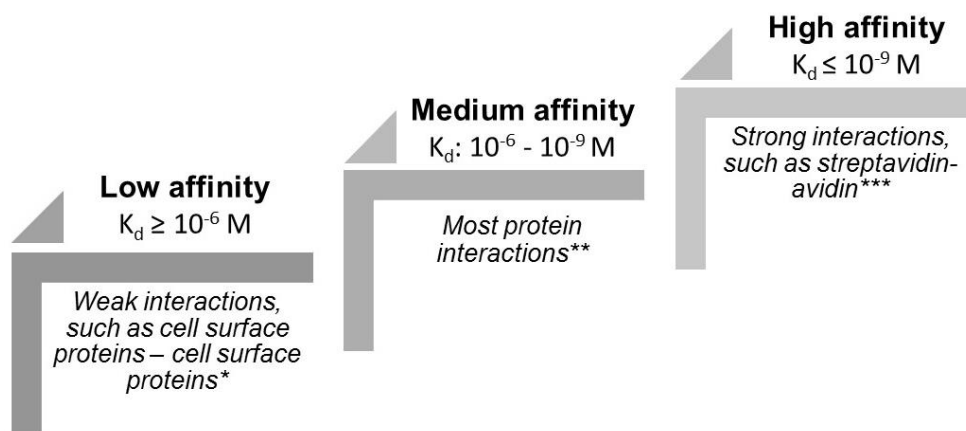 Low affinity
K_d ≥ 10⁻⁶ M
Weak interactions,
such as cell surface
proteins – cell surface
proteins*
Medium affinity
K_d: 10⁻⁶ - 10⁻⁹ M
Most protein
interactions**
High affinity
K_d ≤ 10⁻⁹ M
Strong interactions,
such as streptavidin-
avidin***